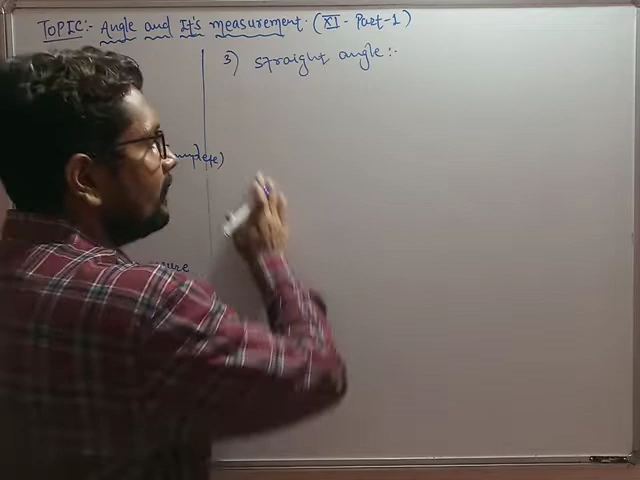 TOPIC:- Angle and It's measurement. (XI - Part-1)
3) straight angle :-